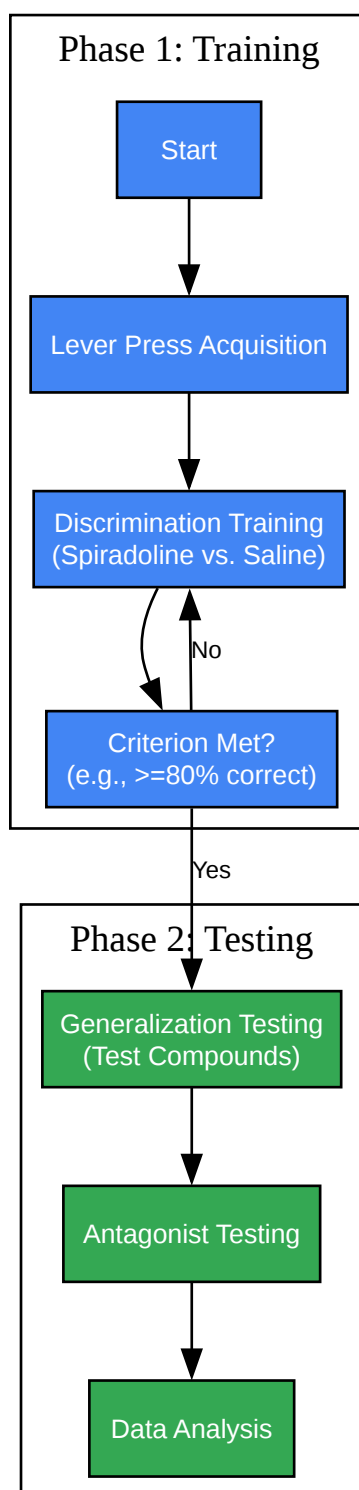 Phase 1: Training
Start
Lever Press Acquisition
Discrimination Training
(Spiradoline vs. Saline)
No
Criterion Met?
(e.g., >=80% correct)
Yes
Phase 2: Testing
Generalization Testing
(Test Compounds)
Antagonist Testing
Data Analysis